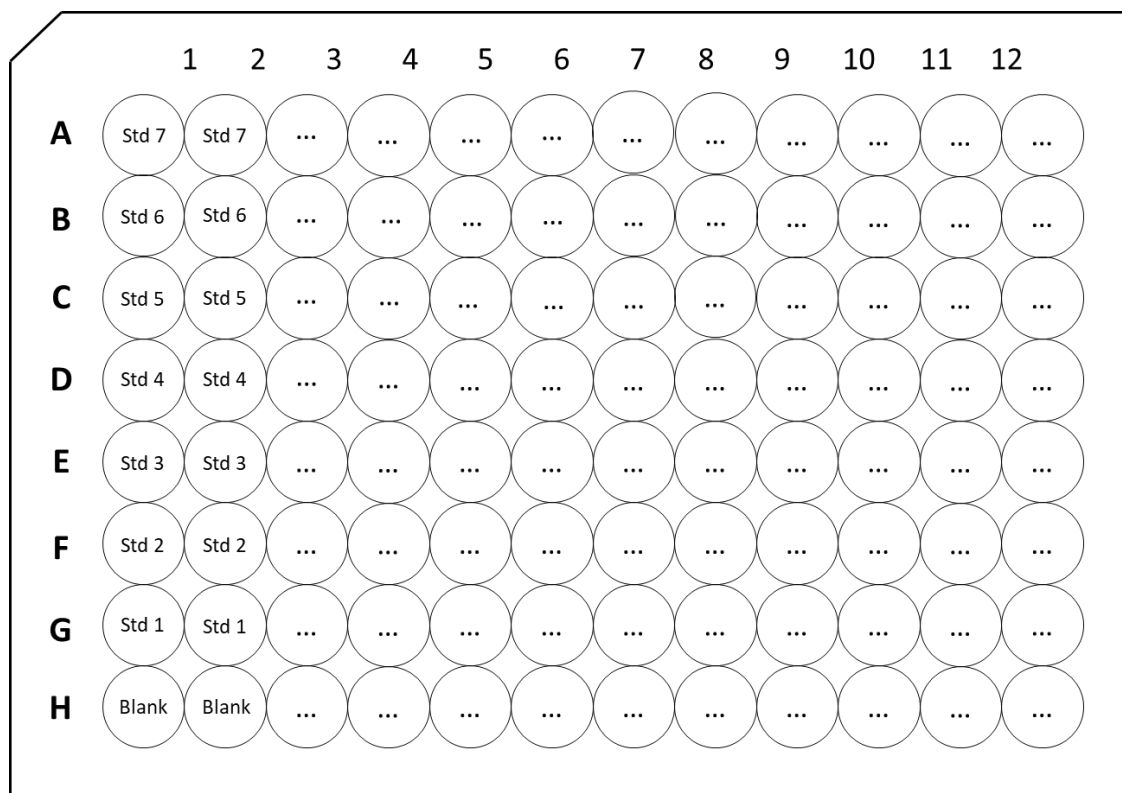 1 2 3 4 5 6 7 8 9 10 11 12
A Std 7 Std 7 ... ... ... ... ... ... ... ... ... ...
B Std 6 Std 6 ... ... ... ... ... ... ... ... ... ...
C Std 5 Std 5 ... ... ... ... ... ... ... ... ... ...
D Std 4 Std 4 ... ... ... ... ... ... ... ... ... ...
E Std 3 Std 3 ... ... ... ... ... ... ... ... ... ...
F Std 2 Std 2 ... ... ... ... ... ... ... ... ... ...
G Std 1 Std 1 ... ... ... ... ... ... ... ... ... ...
H Blank Blank ... ... ... ... ... ... ... ... ... ...